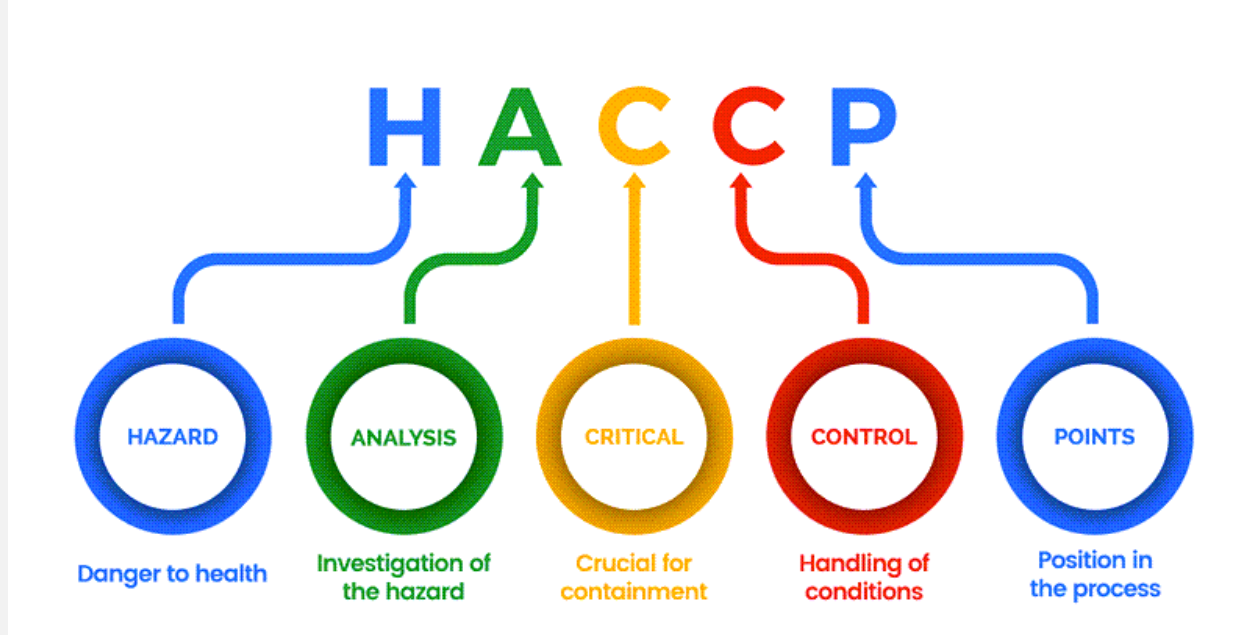 H A C C P
HAZARD
ANALYSIS
CRITICAL
CONTROL
POINTS
Danger to health
Investigation of
the hazard
Crucial for
containment
Handling of
conditions
Position in
the process